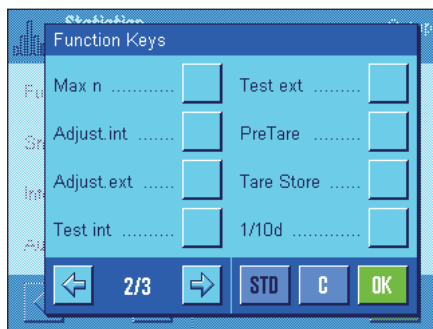 Statistics
Function Keys
Max n ............
Adjust.int .......
Adjust.ext ......
Test int ...........
Test ext .........
PreTare .........
Tare Store ......
1/10d ............
2/3
STD
C
OK